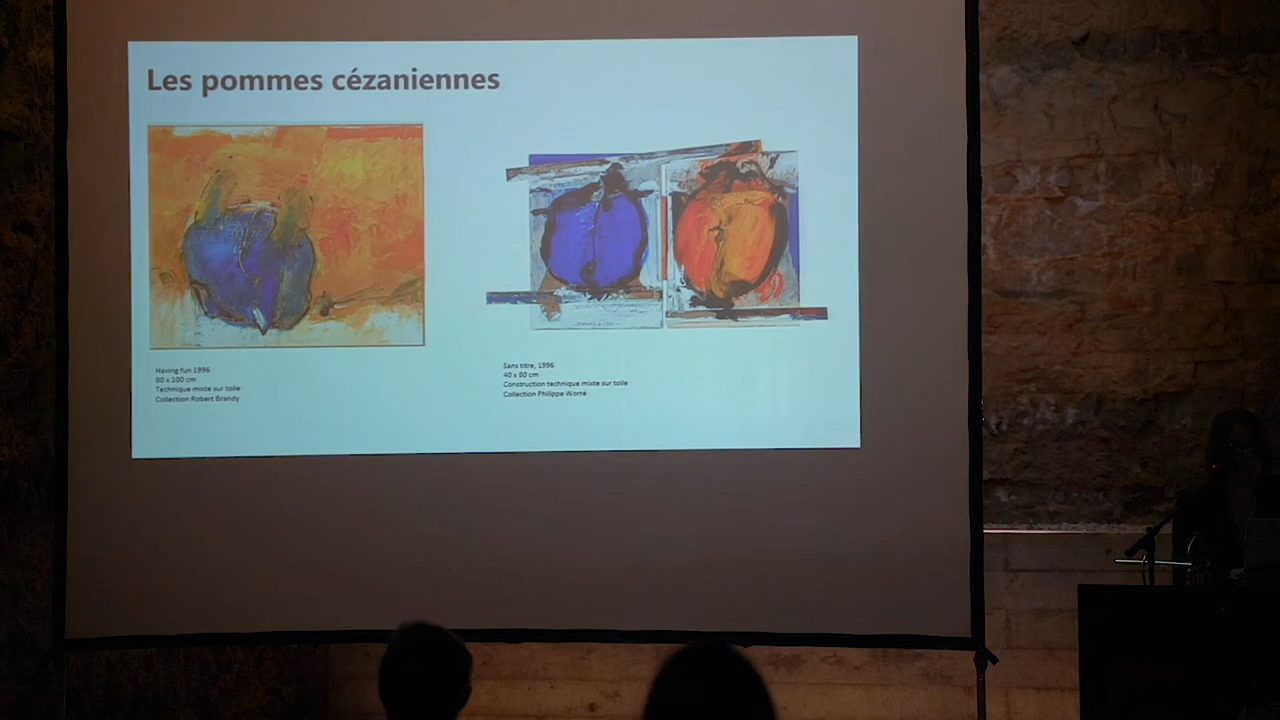 Les pommes cézaniennes
Having fun 1996
80 x 100 cm
Technique mixte sur toile
Collection Robert Brandy
Sans titre, 1996
40 x 80 cm
Construction technique mixte sur toile
Collection Philippe Worré